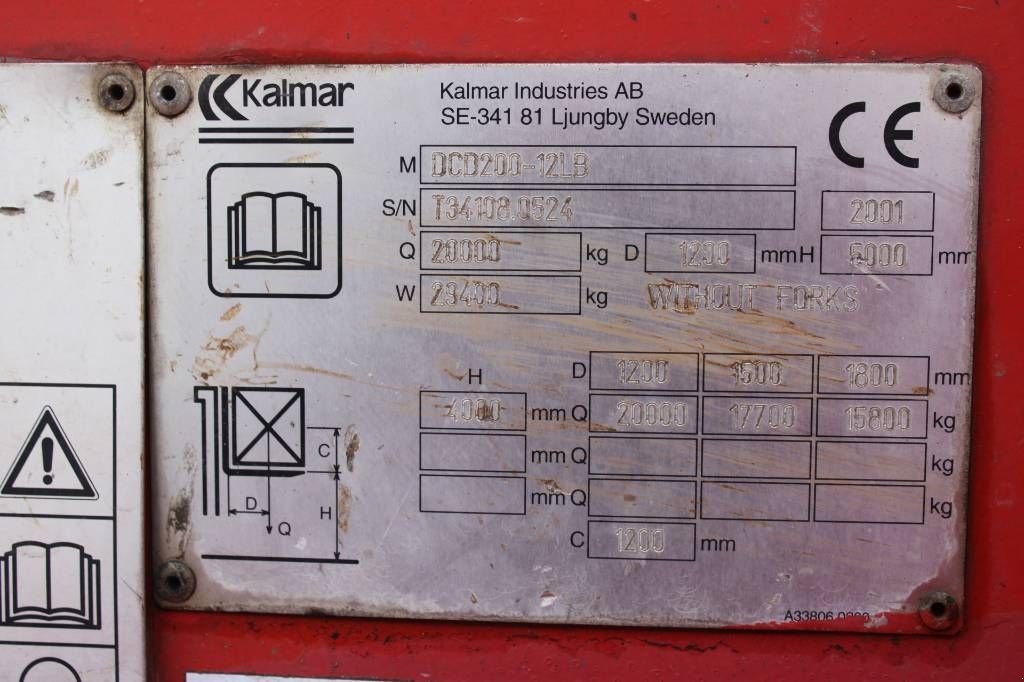 Kalmar
Kalmar Industries AB
SE-341 81 Ljungby Sweden
CE
M DCD200-12LB
S/N T34108.0524 2001
Q 20000 kg D 1200 mm H 5000 mm
W 29400 kg WITHOUT FORKS
H D 1200 1500 1800 mm
4000 mm Q 20000 17700 15800 kg
mm Q kg
mm Q kg
C 1200 mm
C
D
H
Q